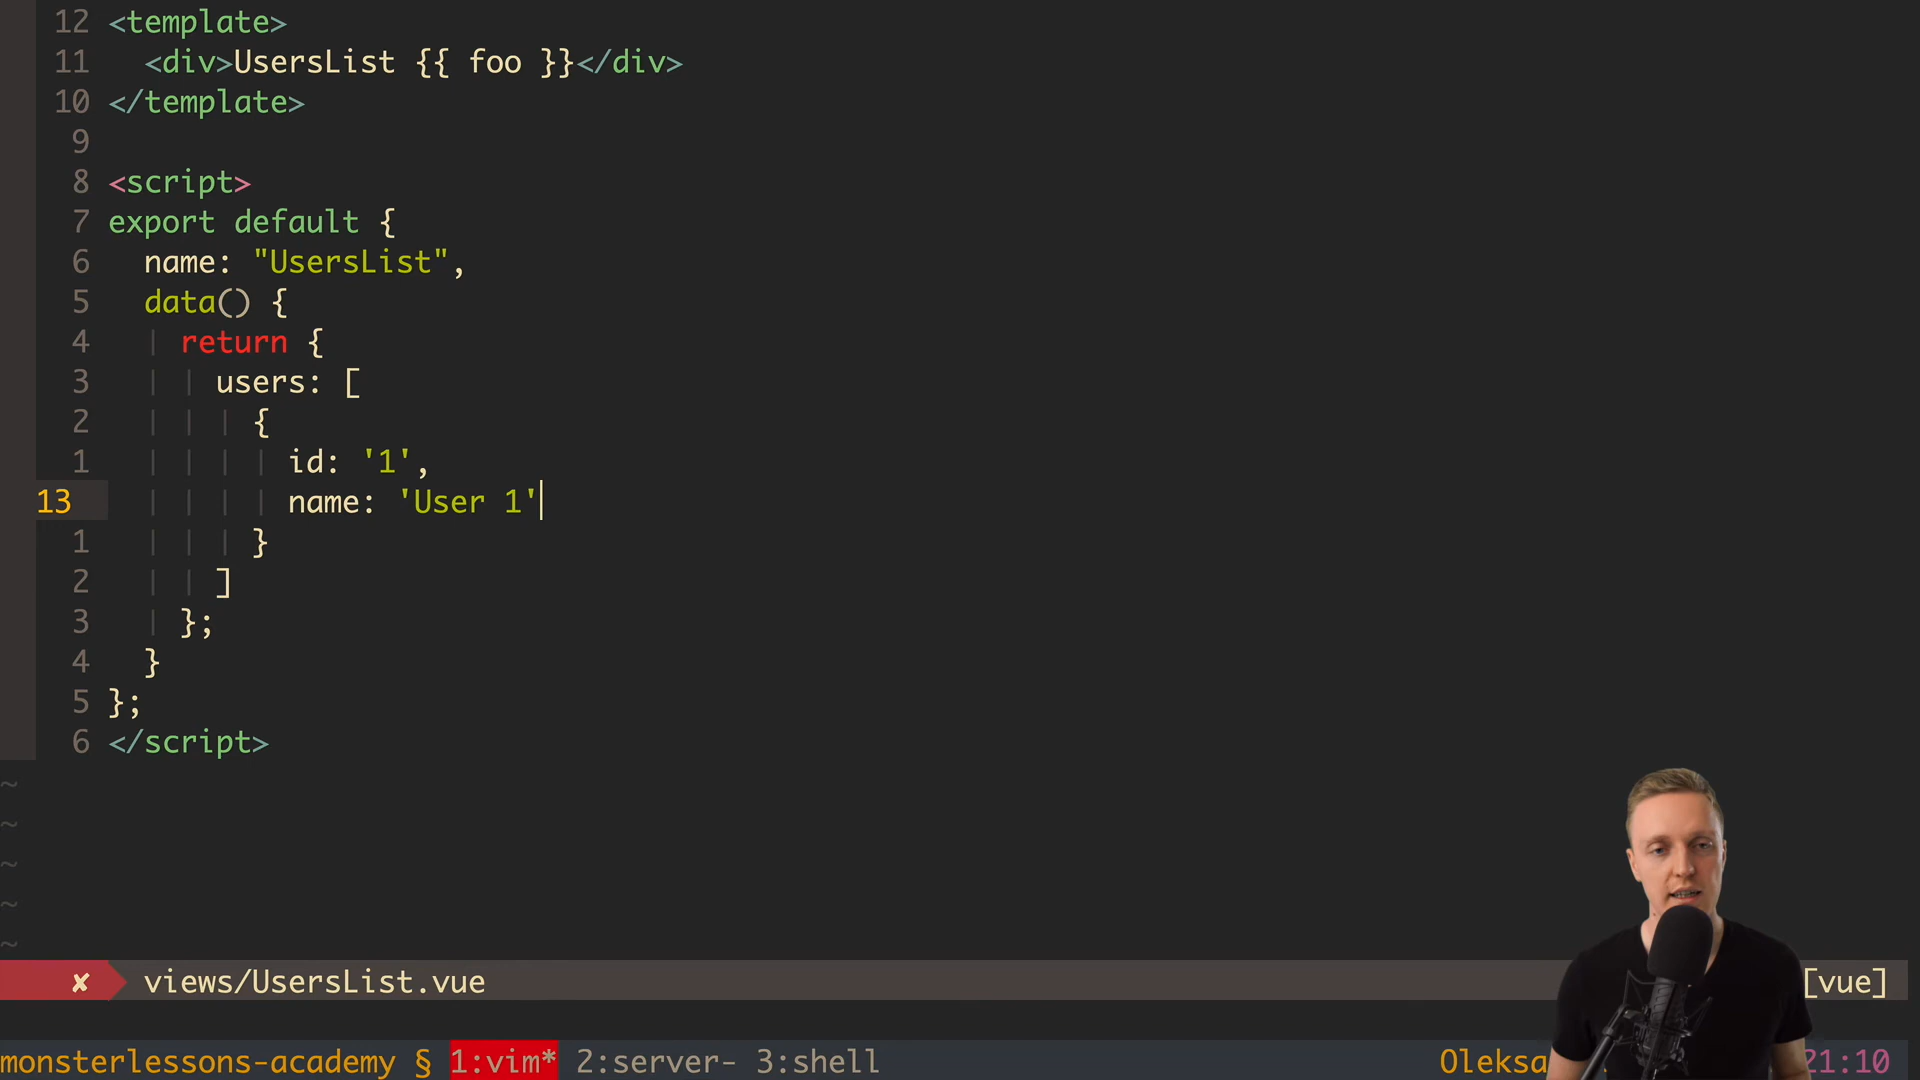 12 <template>
11   <div>UsersList {{ foo }}</div>
10 </template>
9
8 <script>
7 export default {
6   name: "UsersList",
5   data() {
4     return {
3       users: [
2         {
1           id: '1',
13           name: 'User 1'
1         }
2       ]
3     };
4   }
5 };
6 </script>
~
~
~
~
~
✘ views/UsersList.vue [vue]
monsterlessons-academy § 1:vim* 2:server- 3:shell Oleksa 21:10